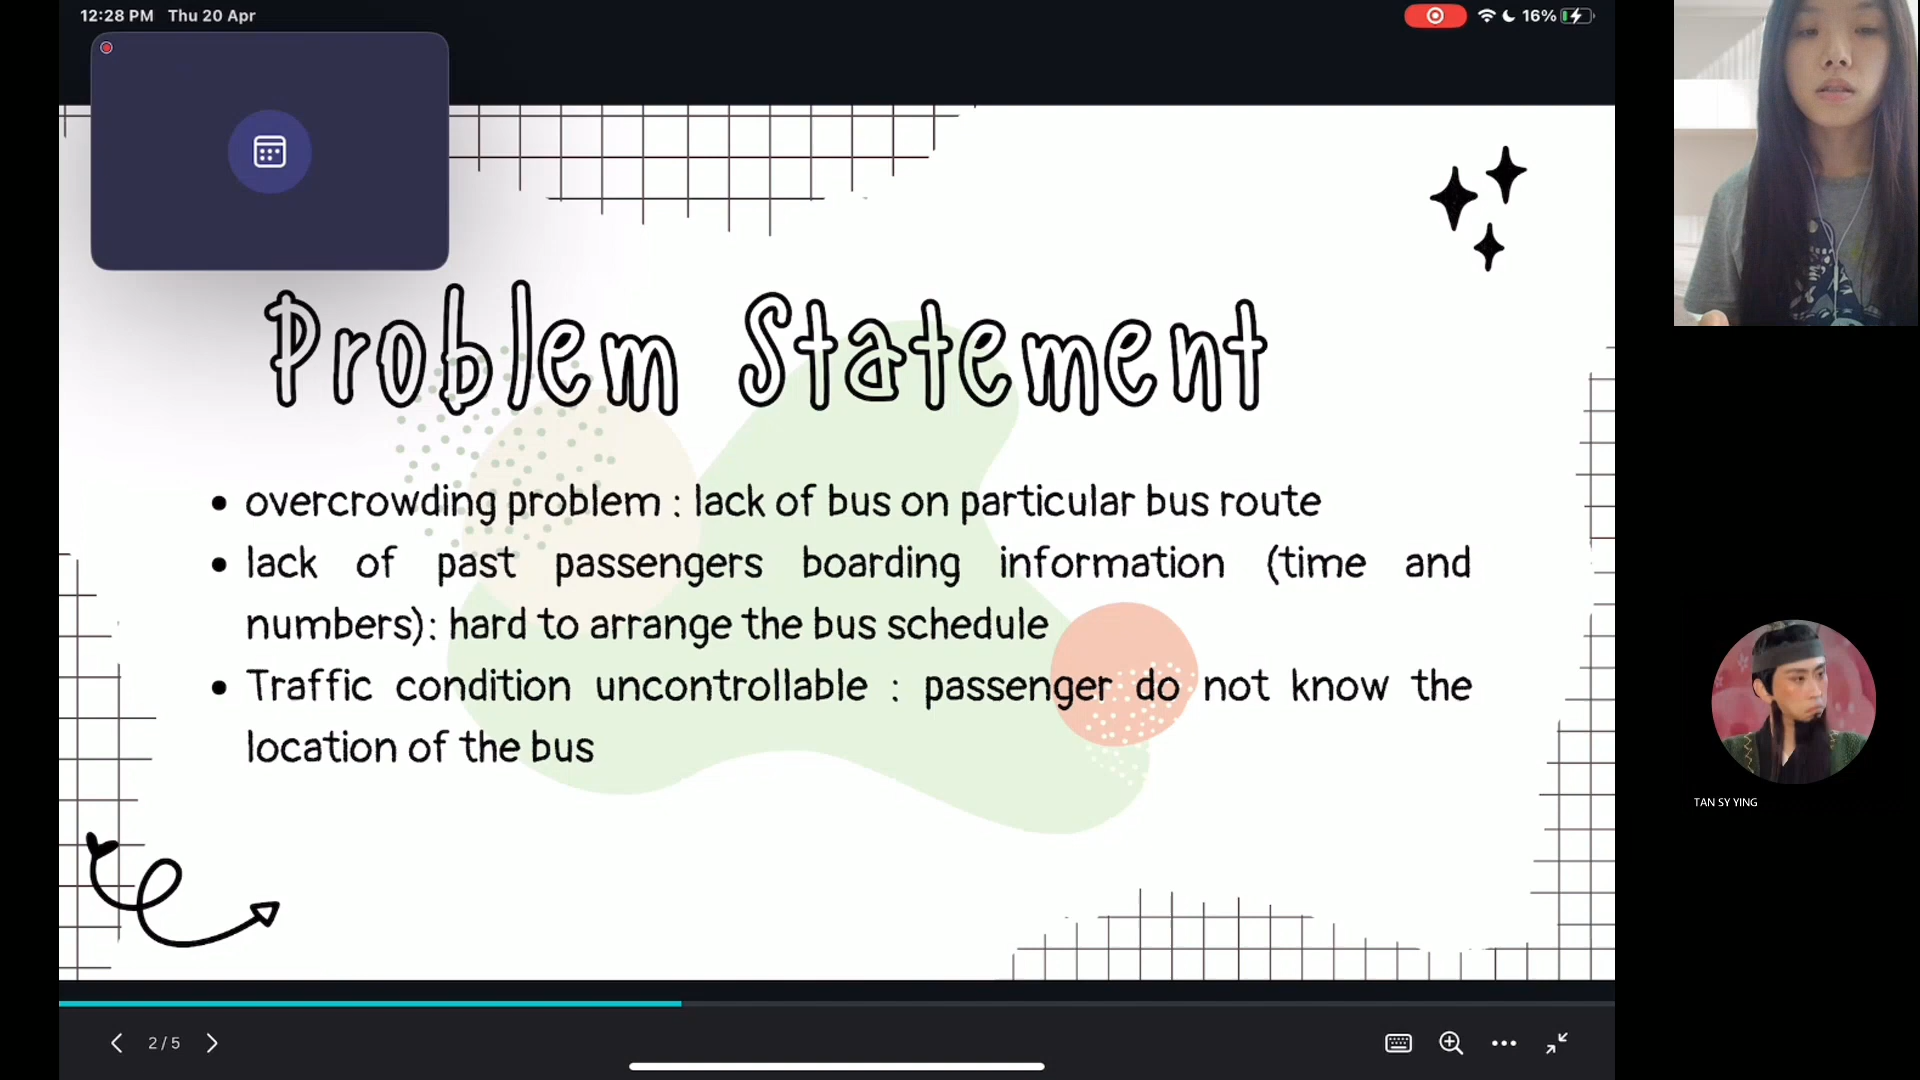 12:28 PM Thu 20 Apr
16%
Problem Statement
• overcrowding problem : lack of bus on particular bus route
• lack of past passengers boarding information (time and
numbers): hard to arrange the bus schedule
• Traffic condition uncontrollable : passenger do not know the
location of the bus
TAN SY YING
2/5